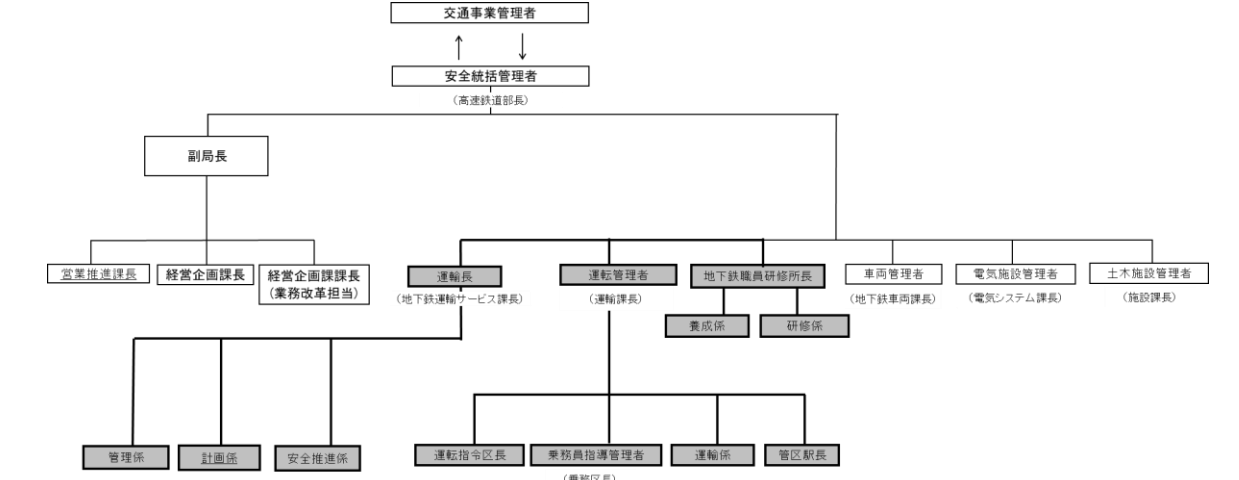 交通事業管理者
安全統括管理者
(高速鉄道部長)
副局長
営業推進課長
経営企画課長
経営企画課課長
(業務改革担当)
運輸長
(地下鉄運輸サービス課長)
運転管理者
(運輸課長)
地下鉄職員研修所長
車両管理者
(地下鉄車両課長)
電気施設管理者
(電気システム課長)
土木施設管理者
(施設課長)
養成係
研修係
管理係
計画係
安全推進係
運転指令区長
乗務員指導管理者
(乗務区長)
運輸係
管区駅長